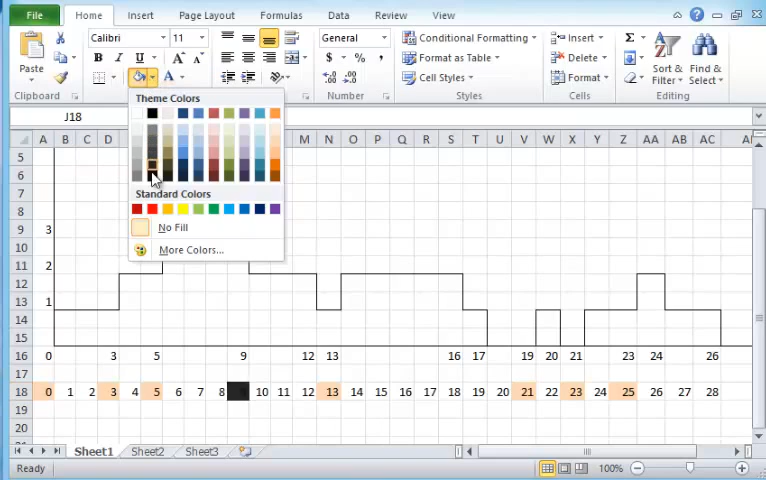 File Home Insert Page Layout Formulas Data Review View
Paste Calibri 11 A A General Conditional Formatting Insert Σ
B I U A $ % , Format as Table Delete Sort & Filter Find & Select
Cell Styles Format
Clipboard Number Styles Cells Editing
J18
Theme Colors
Standard Colors
No Fill
More Colors...
A B C D M N O P Q R S T U V W X Y Z AA AB AC
5
6
7
8
9 3
10
11 2
12
13 1
14
15
16 0 3 5 9 12 13 16 17 19 20 21 23 24 26
17
18 0 1 2 3 4 5 6 7 8 10 11 12 13 14 15 16 17 18 19 20 21 22 23 24 25 26 27 28
19
20
Sheet1 Sheet2 Sheet3
Ready 100%